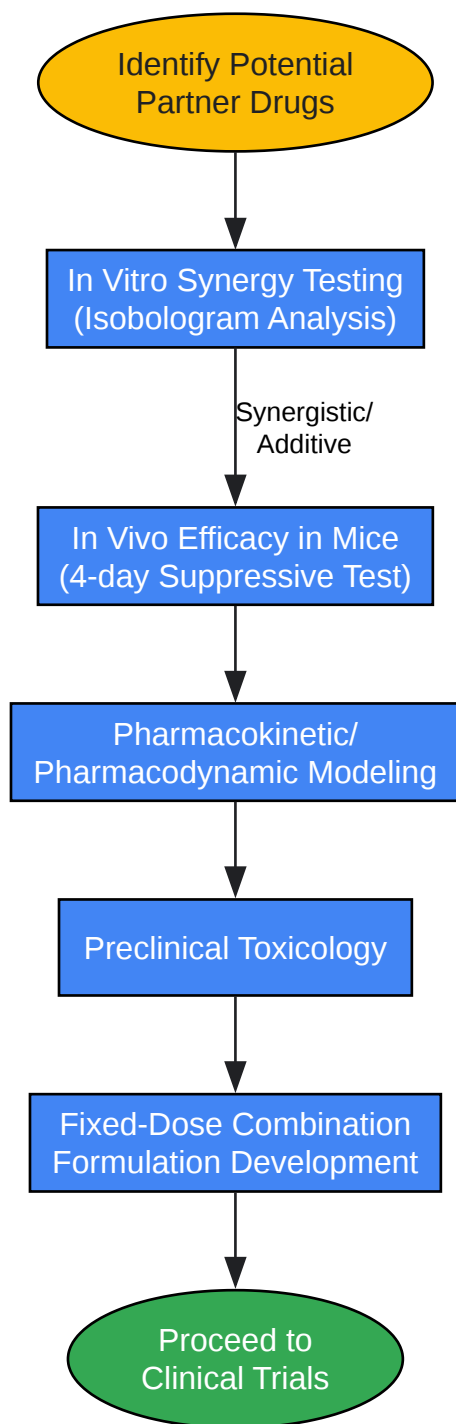 Identify Potential
Partner Drugs
In Vitro Synergy Testing
(Isobologram Analysis)
Synergistic/
Additive
In Vivo Efficacy in Mice
(4-day Suppressive Test)
Pharmacokinetic/
Pharmacodynamic Modeling
Preclinical Toxicology
Fixed-Dose Combination
Formulation Development
Proceed to
Clinical Trials